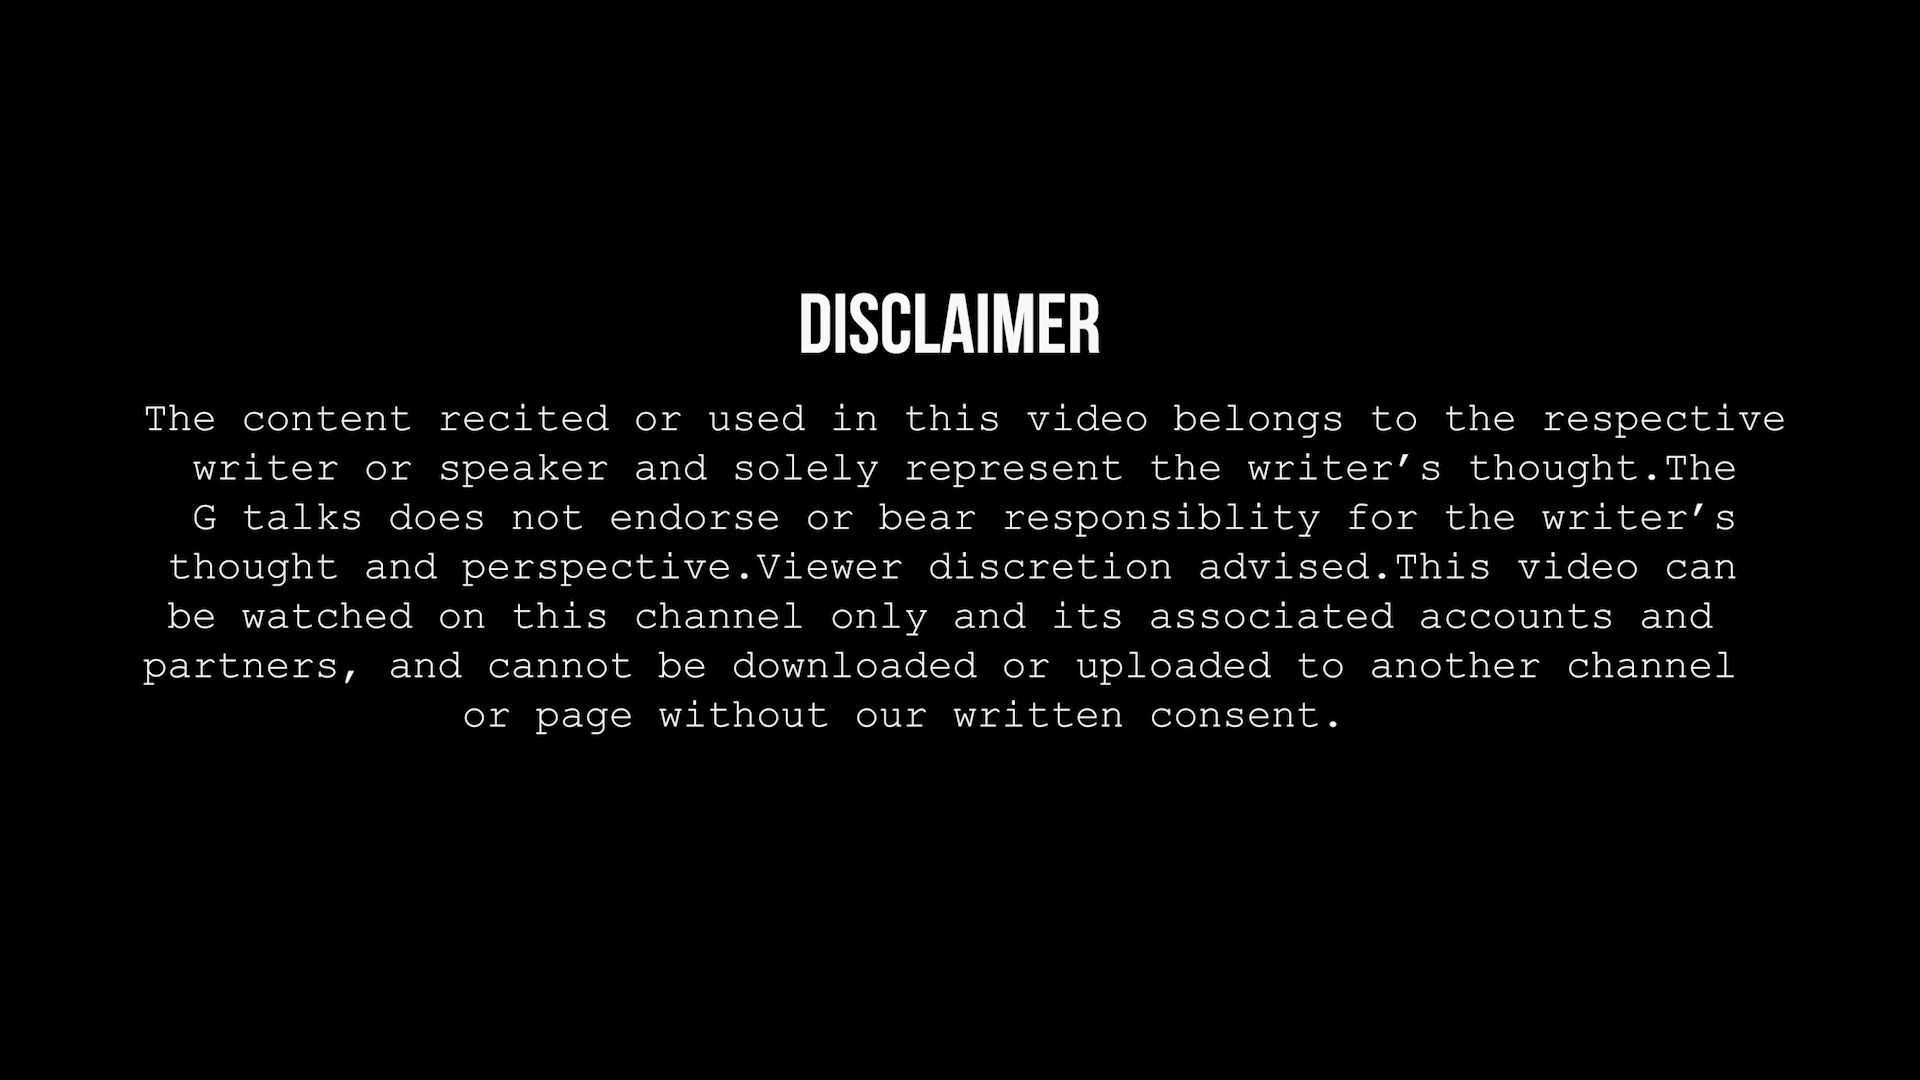 DISCLAIMER
The content recited or used in this video belongs to the respective
writer or speaker and solely represent the writer’s thought.The
G talks does not endorse or bear responsiblity for the writer’s
thought and perspective.Viewer discretion advised.This video can
be watched on this channel only and its associated accounts and
partners, and cannot be downloaded or uploaded to another channel
or page without our written consent.